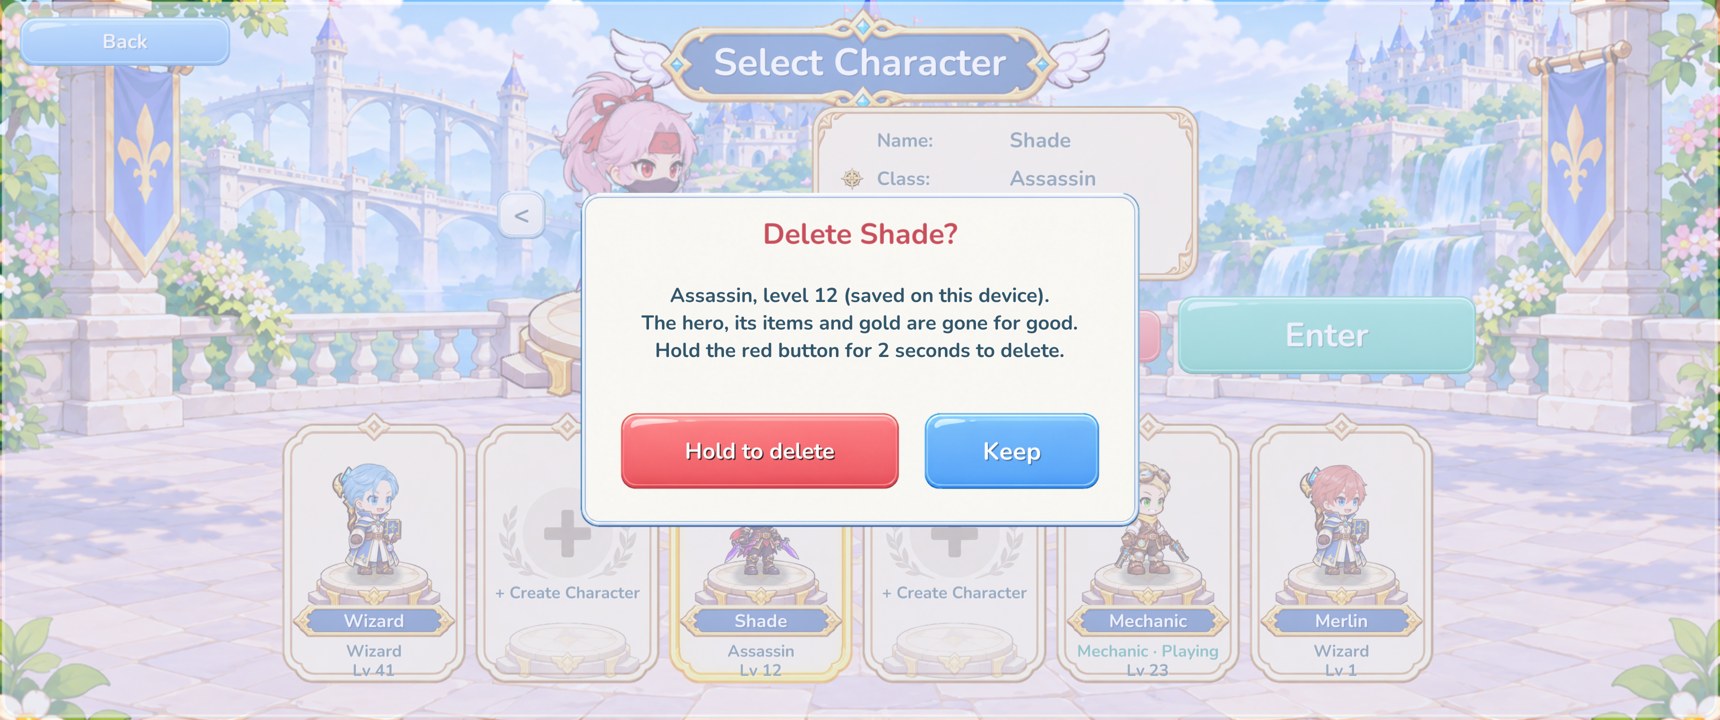 Back
Select Character
Name: Shade
Class: Assassin
<
Delete Shade?
Assassin, level 12 (saved on this device).
The hero, its items and gold are gone for good.
Hold the red button for 2 seconds to delete.
Hold to delete
Keep
Enter
Wizard
Wizard
Lv 41
+ Create Character
Shade
Assassin
Lv 12
+ Create Character
Mechanic
Mechanic · Playing
Lv 23
Merlin
Wizard
Lv 1